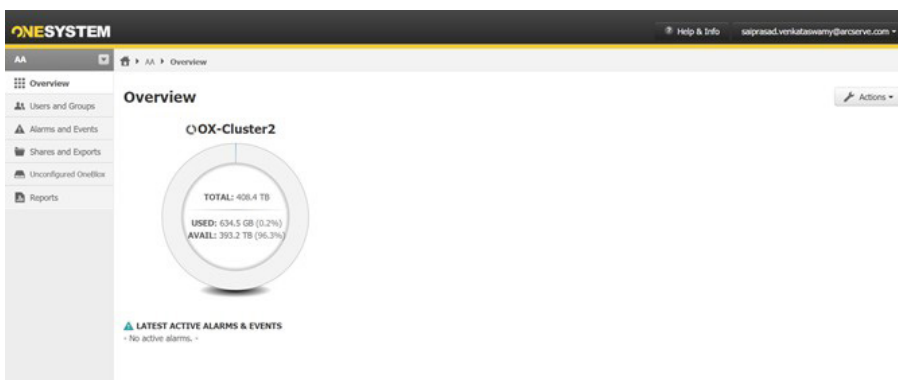 ONESYSTEM
Help & Info
saiprasad.venkataswamy@arcserve.com
AA
AA
Overview
Overview
Users and Groups
Alarms and Events
Shares and Exports
Unconfigured OneBlox
Reports
Overview
Actions
OX-Cluster2
TOTAL: 408.4 TB
USED: 634.5 GB (0.2%)
AVAIL: 393.2 TB (96.3%)
LATEST ACTIVE ALARMS & EVENTS
- No active alarms. -